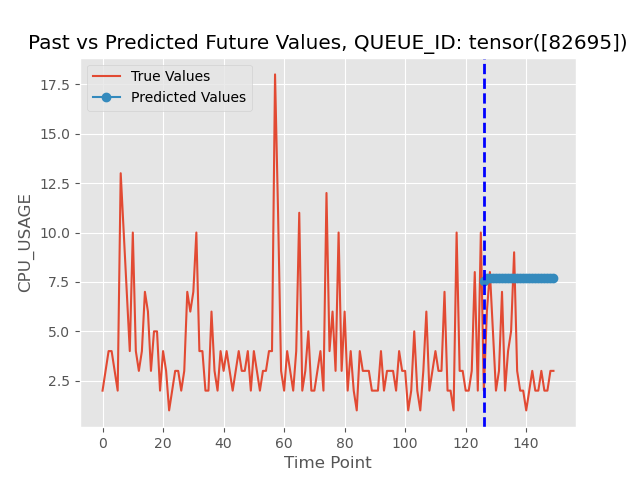 Past vs Predicted Future Values, QUEUE_ID: tensor([82695])
True Values
Predicted Values
CPU_USAGE
17.5
15.0
12.5
10.0
7.5
5.0
2.5
0 20 40 60 80 100 120 140
Time Point